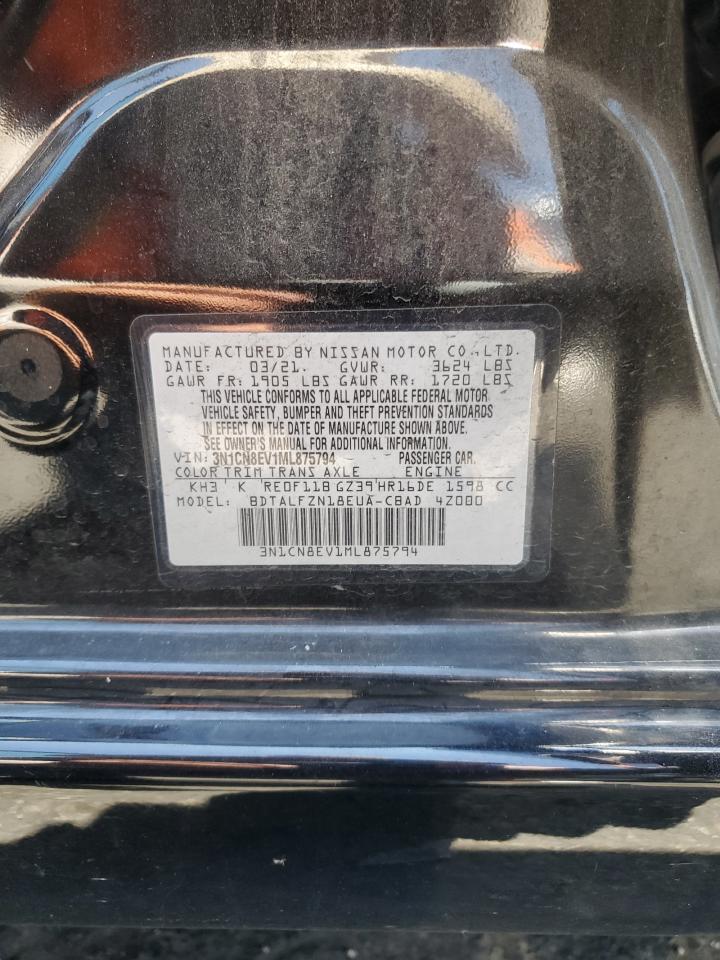 MANUFACTURED BY NISSAN MOTOR CO., LTD.
DATE: 03/21. GVWR: 3624 LBS
GAWR FR: 1905 LBS GAWR RR: 1720 LBS
THIS VEHICLE CONFORMS TO ALL APPLICABLE FEDERAL MOTOR
VEHICLE SAFETY, BUMPER AND THEFT PREVENTION STANDARDS
IN EFFECT ON THE DATE OF MANUFACTURE SHOWN ABOVE.
SEE OWNER'S MANUAL FOR ADDITIONAL INFORMATION.
VIN: 3N1CN8EV1ML875794 PASSENGER CAR.
COLOR TRIM TRANS AXLE ENGINE
KH3 K RE0F11B GZ39 HR16DE 1598 CC
MODEL: BDTALFZN18EUA-CBAD 4Z000
3N1CN8EV1ML875794